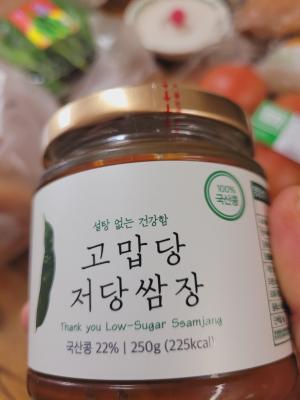 설탕 없는 건강함
100%
국산콩
고맙당
저당쌈장
Thank you Low-Sugar Ssamjang
국산콩 22% | 250g (225kcal)